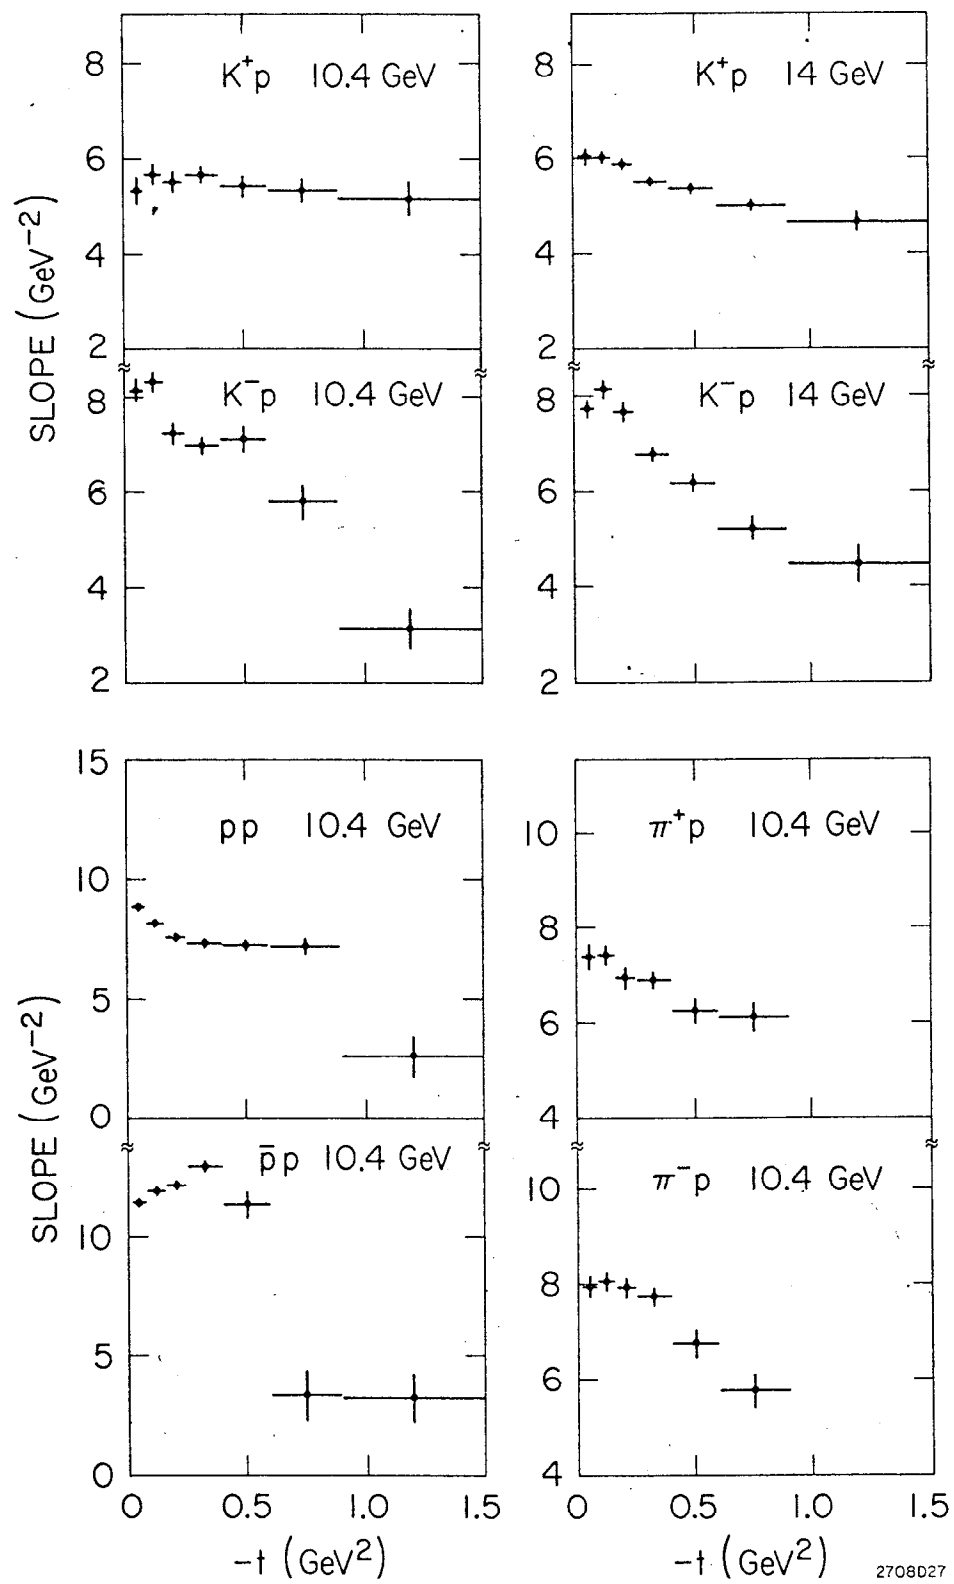 K⁺p 10.4 GeV
8
6
4
2
K⁺p 14 GeV
8
6
4
2
SLOPE (GeV⁻²)
K⁻p 10.4 GeV
8
6
4
2
K⁻p 14 GeV
8
6
4
2
pp 10.4 GeV
15
10
5
0
π⁺p 10.4 GeV
10
8
6
4
SLOPE (GeV⁻²)
p̄p 10.4 GeV
10
5
0
π⁻p 10.4 GeV
10
8
6
4
0 0.5 1.0 1.5
0 0.5 1.0 1.5
-t (GeV²)
-t (GeV²)
2708D27